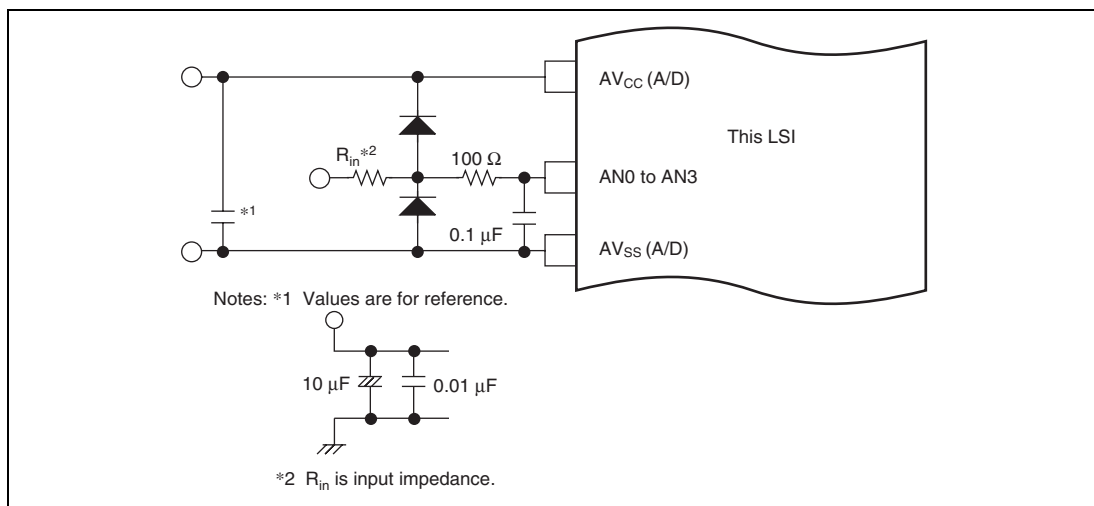 AVCC (A/D)
This LSI
Rin*2
100 Ω
AN0 to AN3
*1
0.1 μF
AVSS (A/D)
Notes: *1 Values are for reference.
10 μF
0.01 μF
*2 Rin is input impedance.